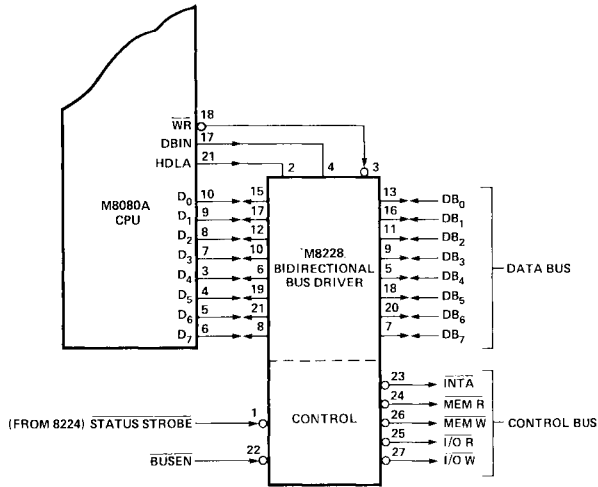 WR 18
DBIN 17
HDLA 21
2 4 3
M8080A
CPU
D0 10 15 13 DB0
D1 9 17 16 DB1
D2 8 12 11 DB2
D3 7 10 9 DB3
D4 3 6 5 DB4
D5 4 19 18 DB5
D6 5 21 20 DB6
D7 6 8 7 DB7
M8228
BIDIRECTIONAL
BUS DRIVER
DATA BUS
CONTROL
23 INTA
24 MEM R
26 MEM W
25 I/O R
27 I/O W
CONTROL BUS
(FROM 8224) STATUS STROBE 1
BUSEN 22